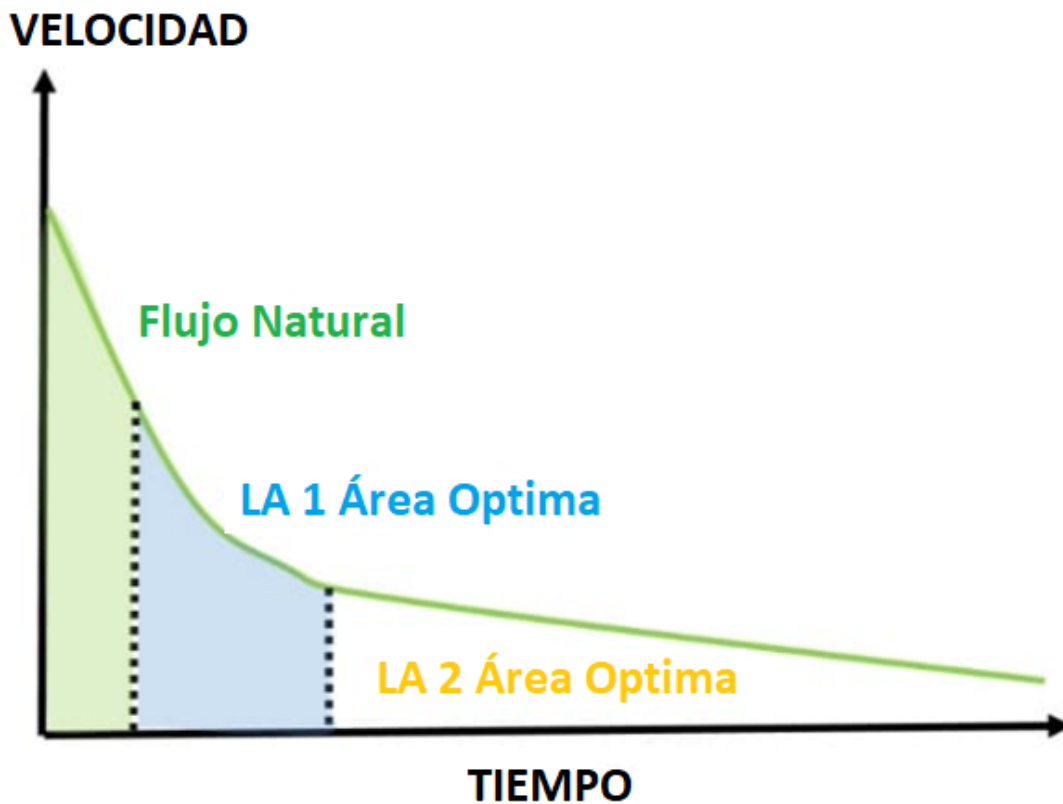 VELOCIDAD
Flujo Natural
LA 1 Área Optima
LA 2 Área Optima
TIEMPO